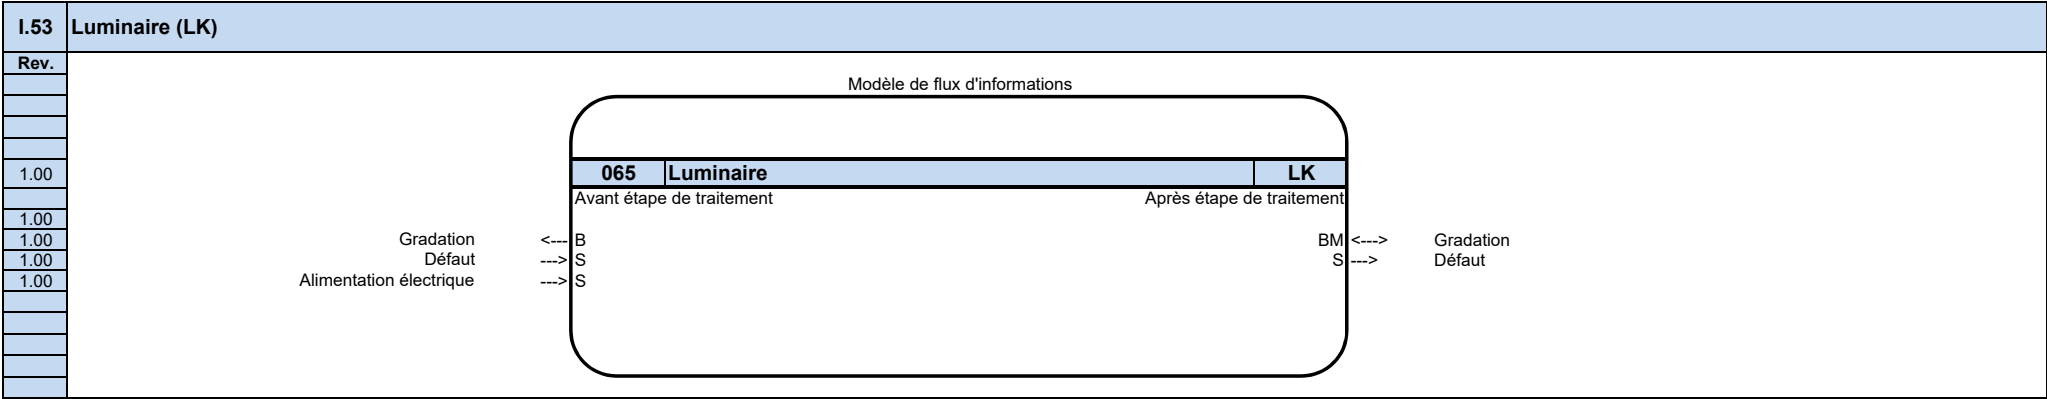 I.53 Luminaire (LK)
Rev.
Modèle de flux d'informations
1.00 065 Luminaire LK
Avant étape de traitement Après étape de traitement
1.00
1.00 Gradation <--- B BM <---> Gradation
1.00 Défaut ---> S S ---> Défaut
1.00 Alimentation électrique ---> S